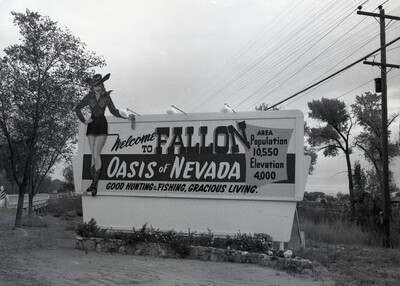 Welcome
TO FALLON
OASIS OF NEVADA
GOOD HUNTING & FISHING, GRACIOUS LIVING.
AREA
Population
10,550
Elevation
4,000